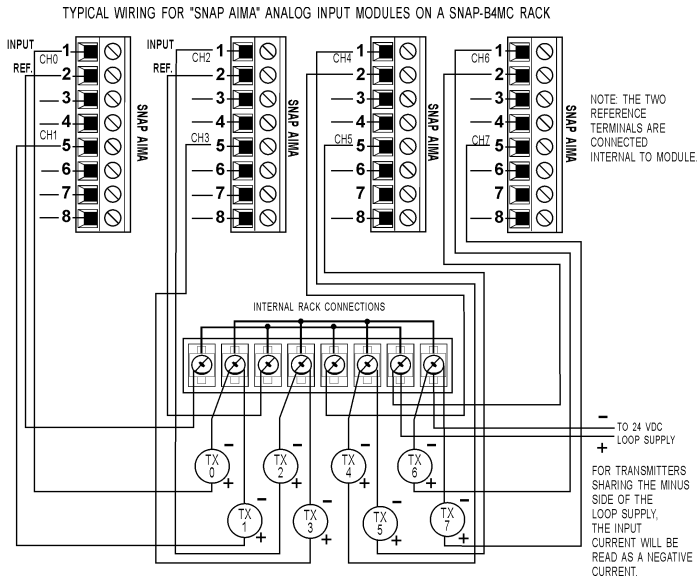 TYPICAL WIRING FOR "SNAP AIMA" ANALOG INPUT MODULES ON A SNAP-B4MC RACK
INPUT
CH0
REF.
CH1
1
2
3
4
5
6
7
8
SNAP AIMA
INPUT
CH2
REF.
CH3
1
2
3
4
5
6
7
8
SNAP AIMA
CH4
CH5
1
2
3
4
5
6
7
8
SNAP AIMA
CH6
CH7
1
2
3
4
5
6
7
8
SNAP AIMA
NOTE: THE TWO
REFERENCE
TERMINALS ARE
CONNECTED
INTERNAL TO MODULE.
INTERNAL RACK CONNECTIONS
−
TO 24 VDC
LOOP SUPPLY
+
TX
0
−
+
TX
2
−
+
TX
4
−
+
TX
6
−
+
TX
1
−
+
TX
3
−
+
TX
5
−
+
TX
7
−
+
FOR TRANSMITTERS
SHARING THE MINUS
SIDE OF THE
LOOP SUPPLY,
THE INPUT
CURRENT WILL BE
READ AS A NEGATIVE
CURRENT.